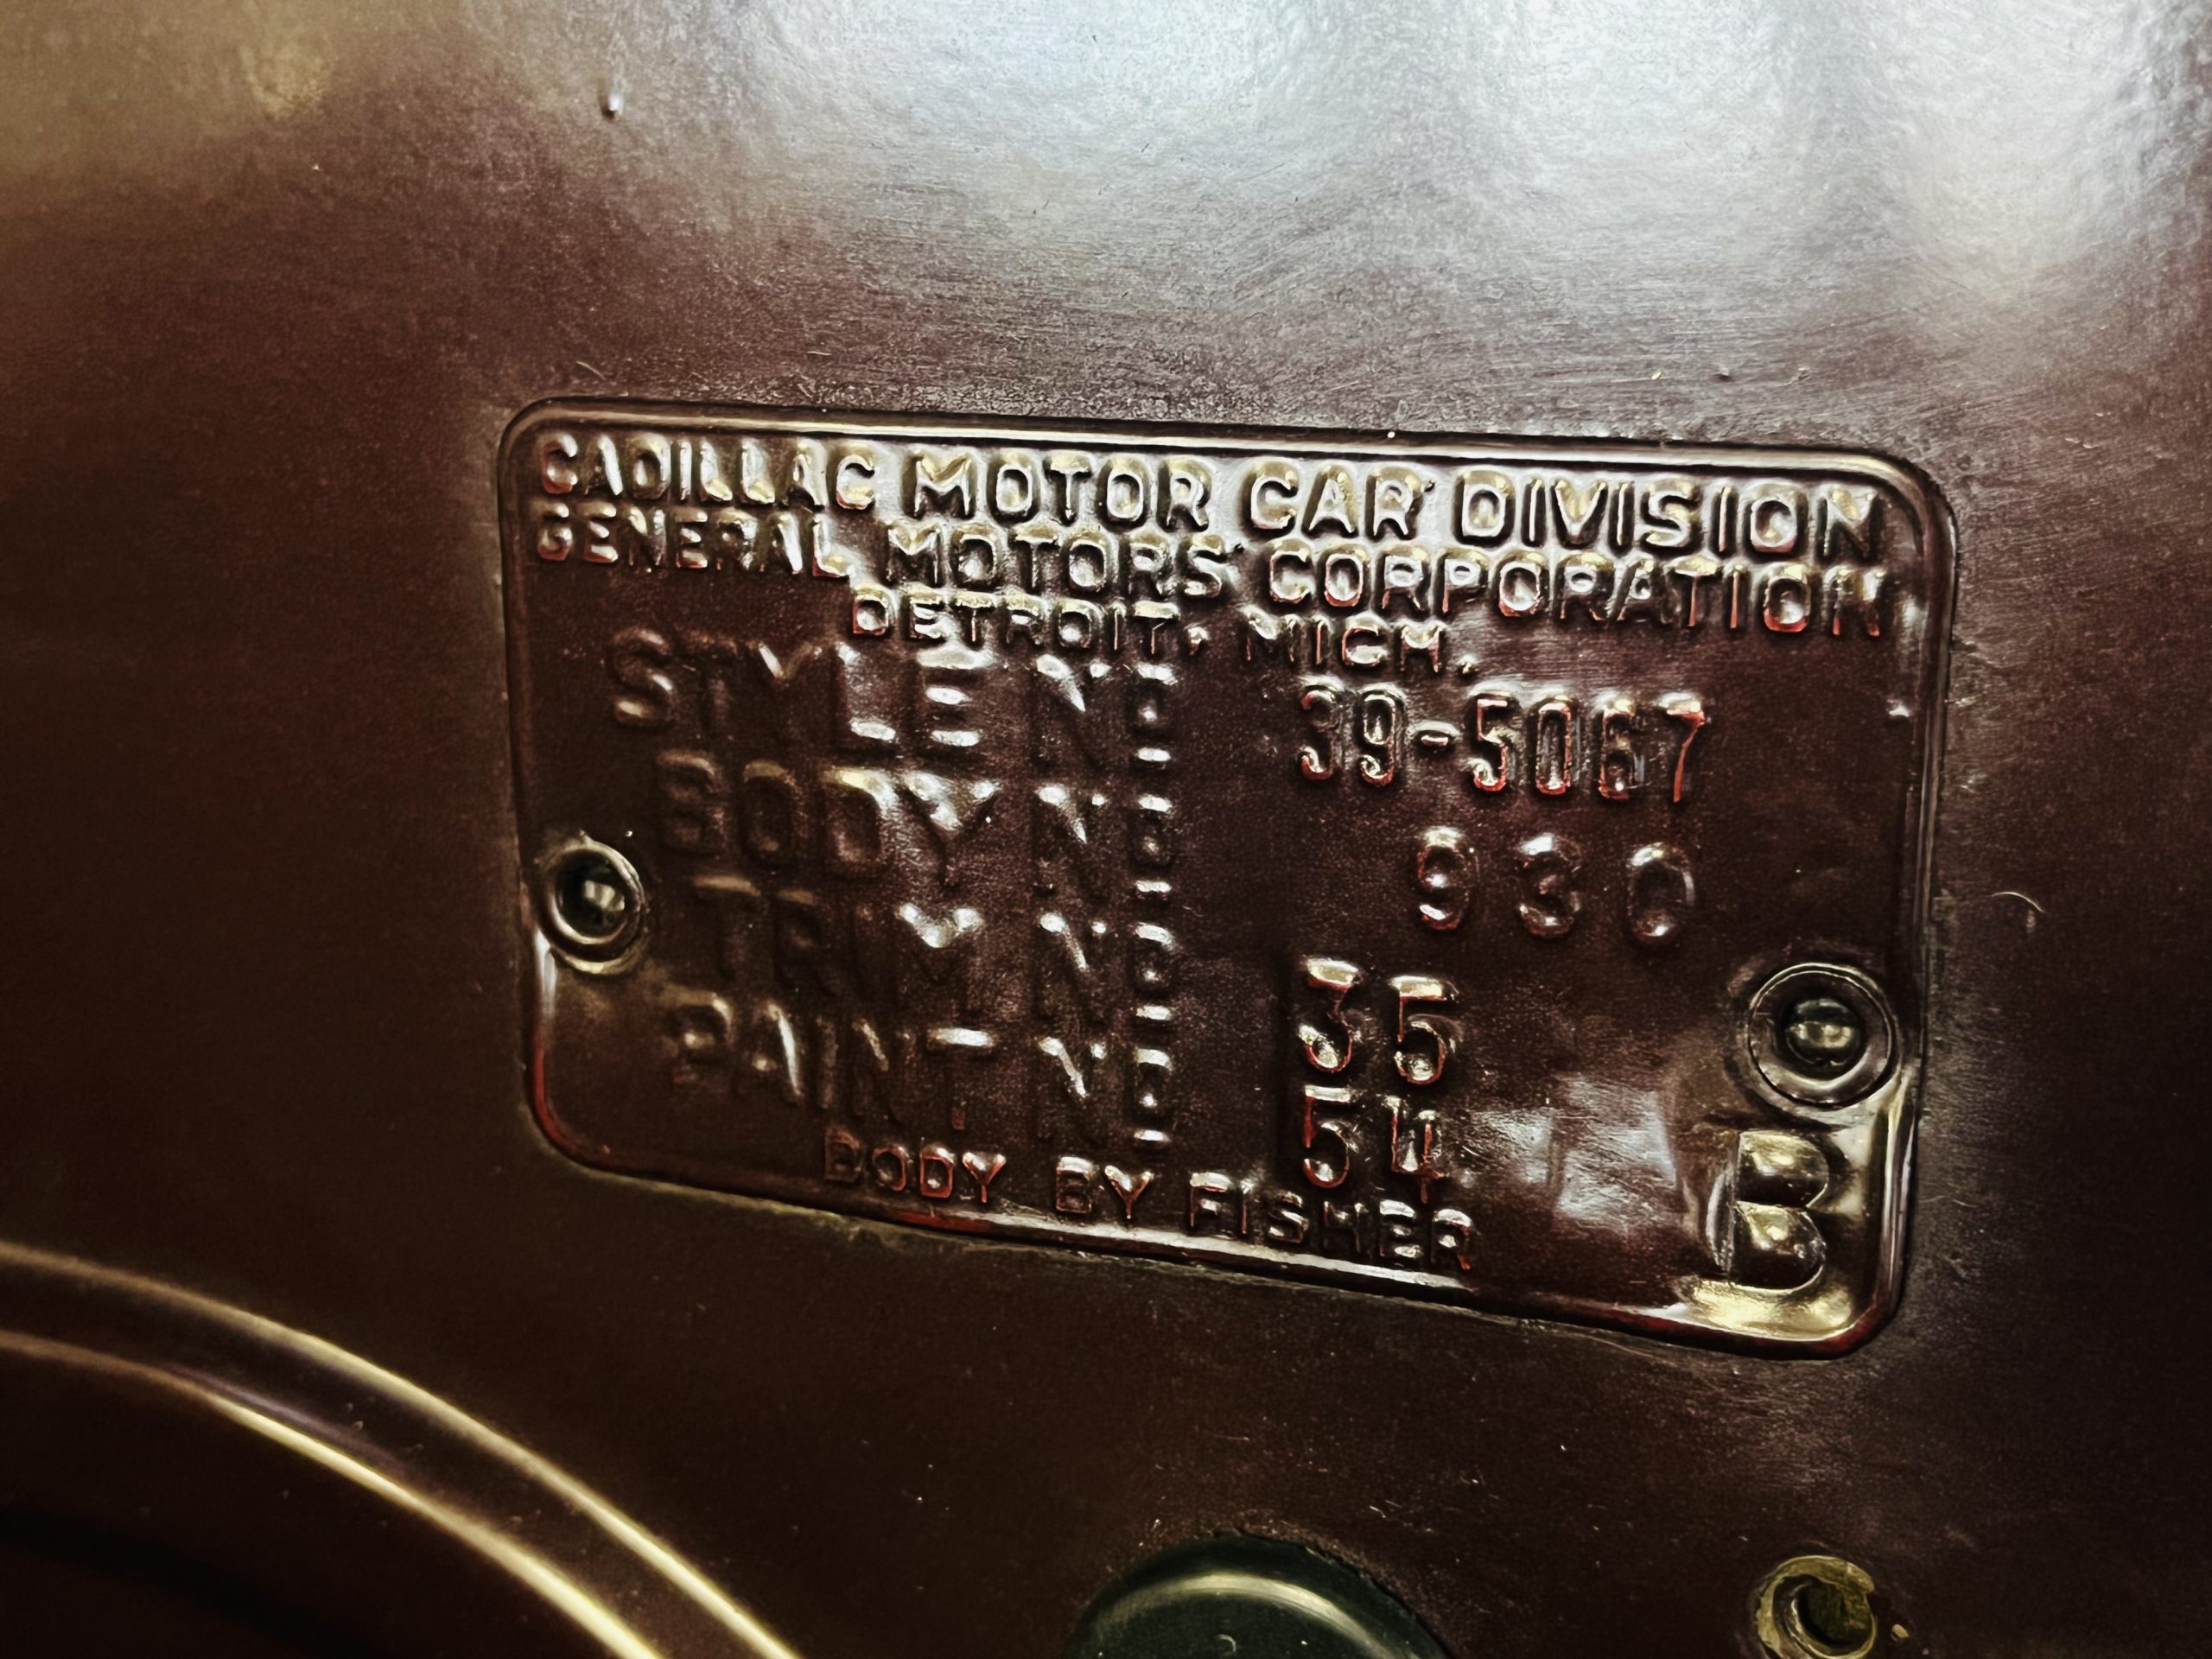 CADILLAC MOTOR CAR DIVISION
GENERAL MOTORS CORPORATION
DETROIT, MICH.
STYLE Nº 39-5067
BODY Nº 930
TRIM Nº 35
PAINT Nº 54
BODY BY FISHER
B